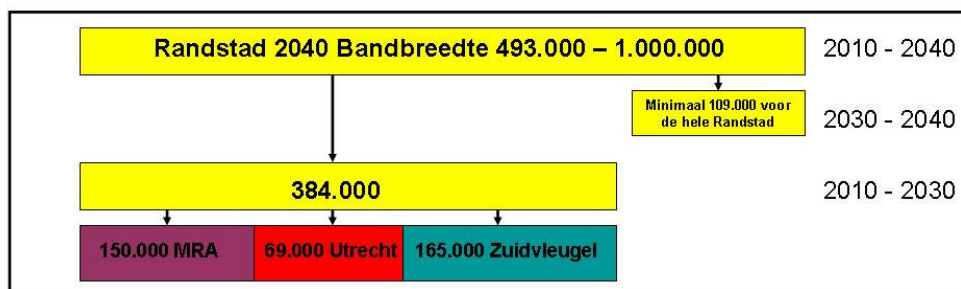 Randstad 2040 Bandbreedte 493.000 – 1.000.000
2010 - 2040
Minimaal 109.000 voor
de hele Randstad
2030 - 2040
384.000
2010 - 2030
150.000 MRA
69.000 Utrecht
165.000 Zuidvleugel